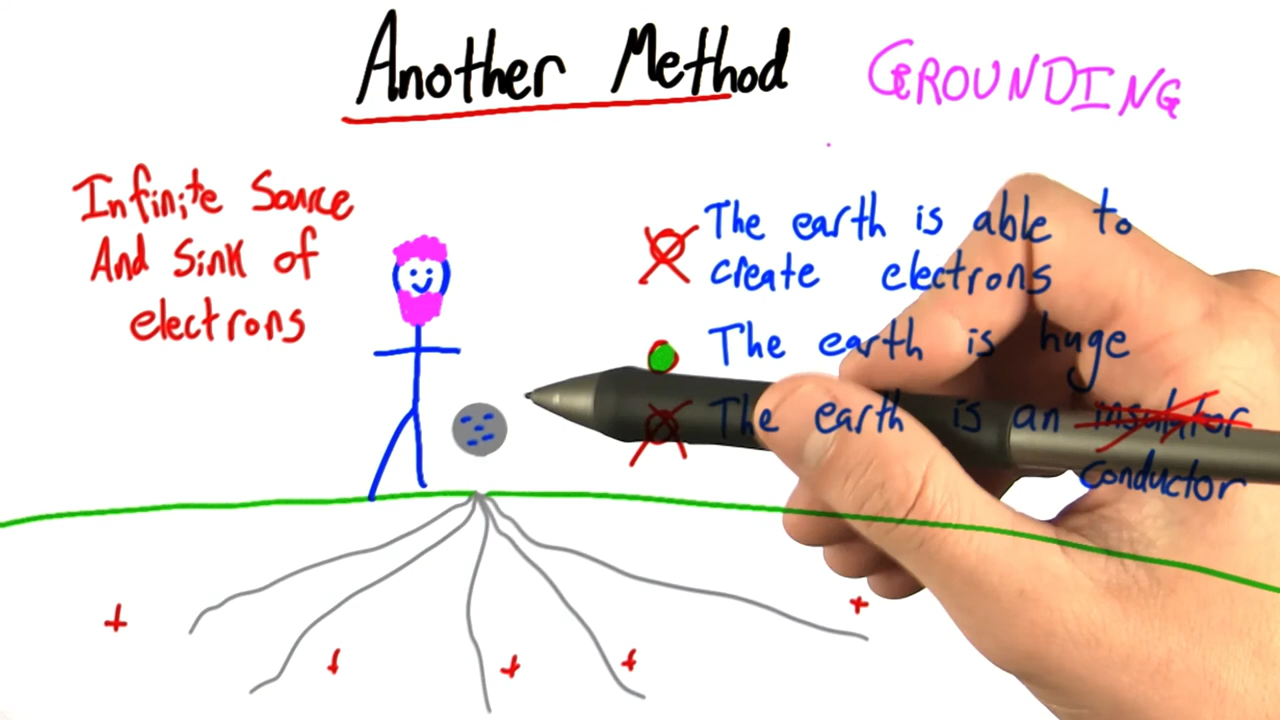 Another Method
GROUNDING
Infinite Source
And Sink of
electrons
The earth is able to
create electrons
The earth is huge
The earth is an insulator
conductor